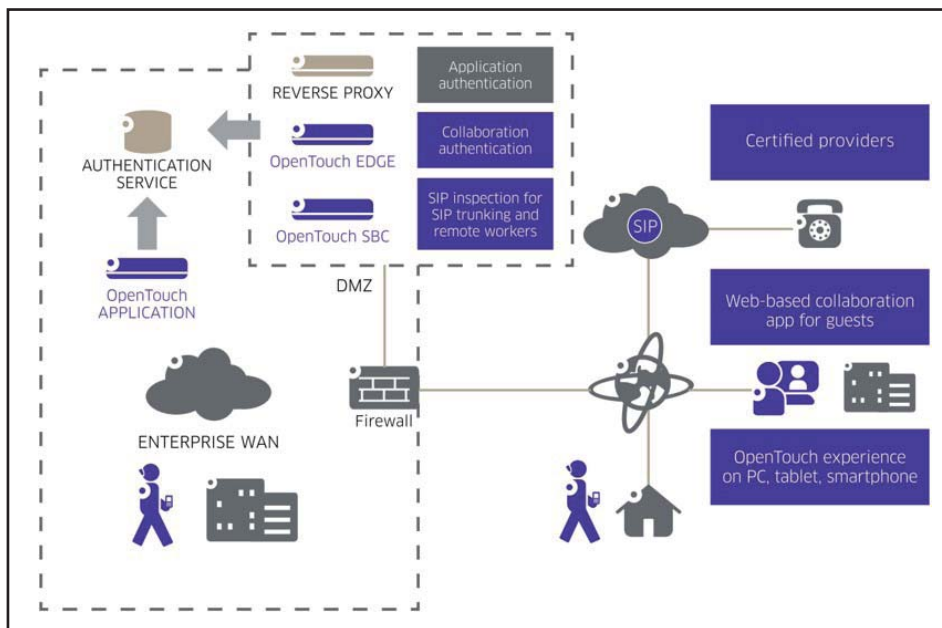 REVERSE PROXY
Application
authentication
AUTHENTICATION
SERVICE
OpenTouch EDGE
Collaboration
authentication
OpenTouch SBC
SIP inspection for
SIP trunking and
remote workers
OpenTouch
APPLICATION
DMZ
ENTERPRISE WAN
Firewall
Certified providers
SIP
Web-based collaboration
app for guests
OpenTouch experience
on PC, tablet, smartphone